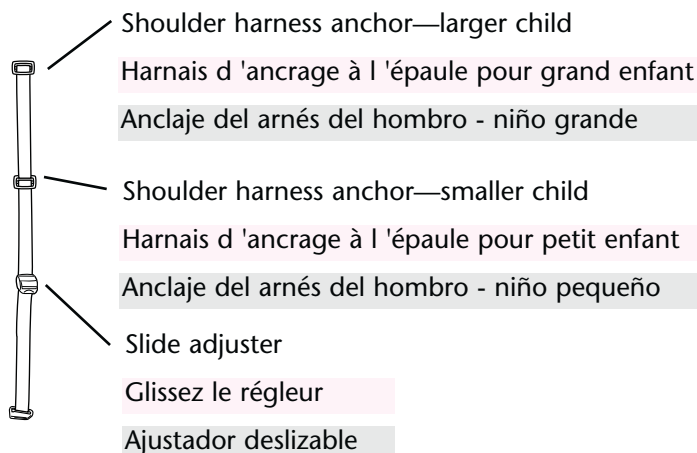 Shoulder harness anchor—larger child
Harnais d 'ancrage à l 'épaule pour grand enfant
Anclaje del arnés del hombro - niño grande
Shoulder harness anchor—smaller child
Harnais d 'ancrage à l 'épaule pour petit enfant
Anclaje del arnés del hombro - niño pequeño
Slide adjuster
Glissez le régleur
Ajustador deslizable